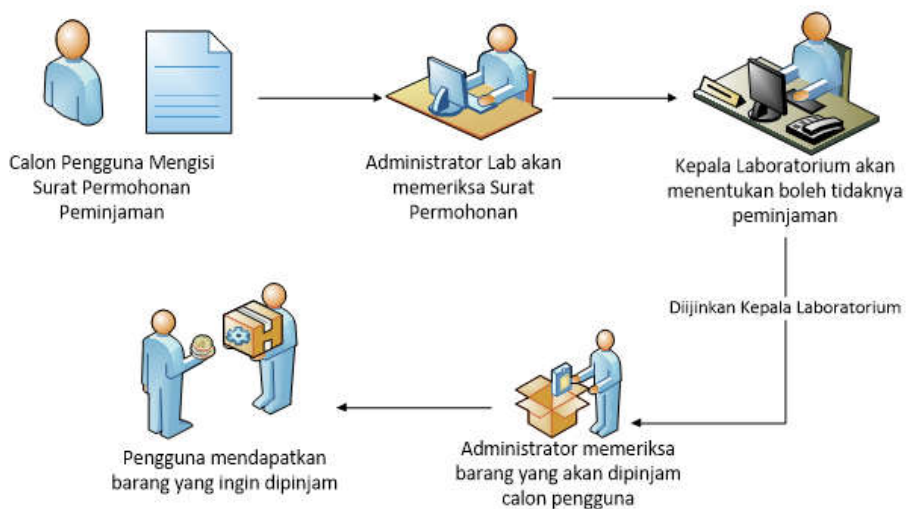 Calon Pengguna Mengisi
Surat Permohonan
Peminjaman
Administrator Lab akan
memeriksa Surat
Permohonan
Kepala Laboratorium akan
menentukan boleh tidaknya
peminjaman
Diijinkan Kepala Laboratorium
Administrator memeriksa
barang yang akan dipinjam
calon pengguna
Pengguna mendapatkan
barang yang ingin dipinjam